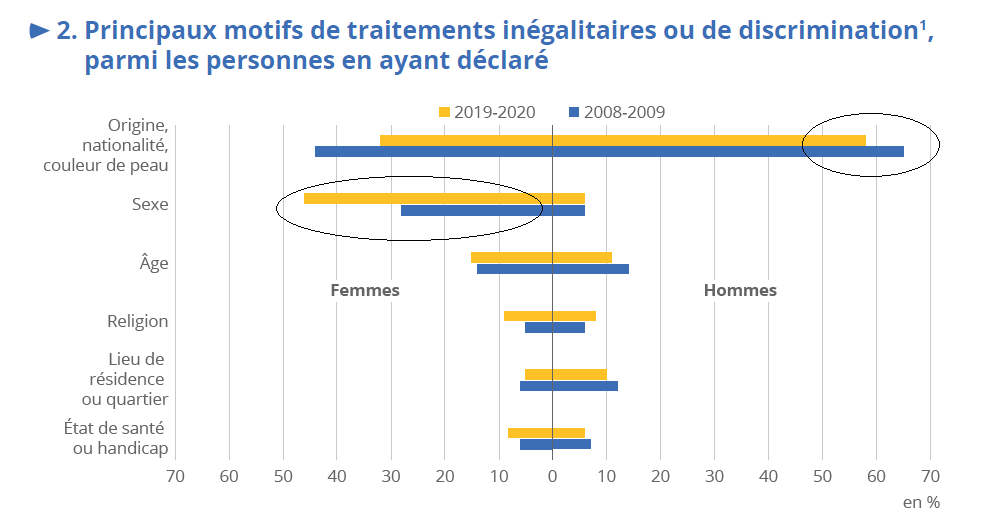 2. Principaux motifs de traitements inégalitaires ou de discrimination¹,
parmi les personnes en ayant déclaré
2019-2020 2008-2009
Origine,
nationalité,
couleur de peau
Sexe
Âge
Femmes Hommes
Religion
Lieu de
résidence
ou quartier
État de santé
ou handicap
70 60 50 40 30 20 10 0 10 20 30 40 50 60 70
en %